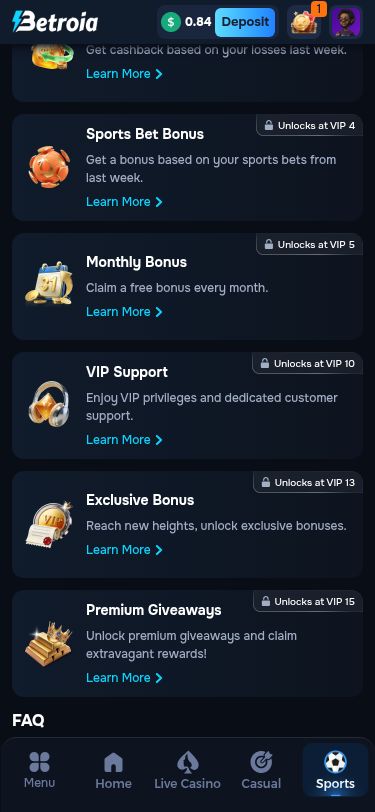 Betroia
$ 0.84 Deposit
1
Get cashback based on your losses last week.
Learn More
Unlocks at VIP 4
Sports Bet Bonus
Get a bonus based on your sports bets from
last week.
Learn More
Unlocks at VIP 5
Monthly Bonus
Claim a free bonus every month.
Learn More
31
Unlocks at VIP 10
VIP Support
Enjoy VIP privileges and dedicated customer
support.
Learn More
Unlocks at VIP 13
Exclusive Bonus
VIP
Reach new heights, unlock exclusive bonuses.
Learn More
Unlocks at VIP 15
Premium Giveaways
Unlock premium giveaways and claim
extravagant rewards!
Learn More
FAQ
Menu
Home
Live Casino
Casual
Sports